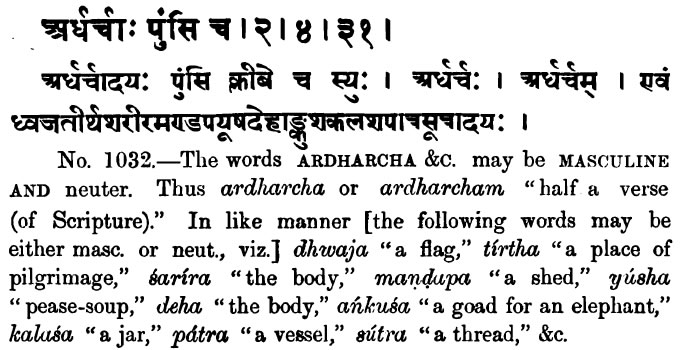 अर्धर्चाः पुंसि च । २ । ४ । ३१ ।
अर्धर्चादयः पुंसि क्लीबे च स्युः । अर्धर्चः । अर्धर्चम् । एवं
ध्वजतीर्थशरीरमण्डपयूषदेहाङ्कुशकलशपात्रसूत्रादयः ।
No. 1032.—The words ARDHARCHA &c. may be MASCULINE
AND neuter. Thus ardharcha or ardharcham “half a verse
(of Scripture).” In like manner [the following words may be
either masc. or neut., viz.] dhwaja “a flag,” tírtha “a place of
pilgrimage,” śaríra “the body,” maṇḍupa “a shed,” yúsha
“pease-soup,” deha “the body,” aṅkuśa “a goad for an elephant,”
kalaśa “a jar,” pátra “a vessel,” sútra “a thread,” &c.